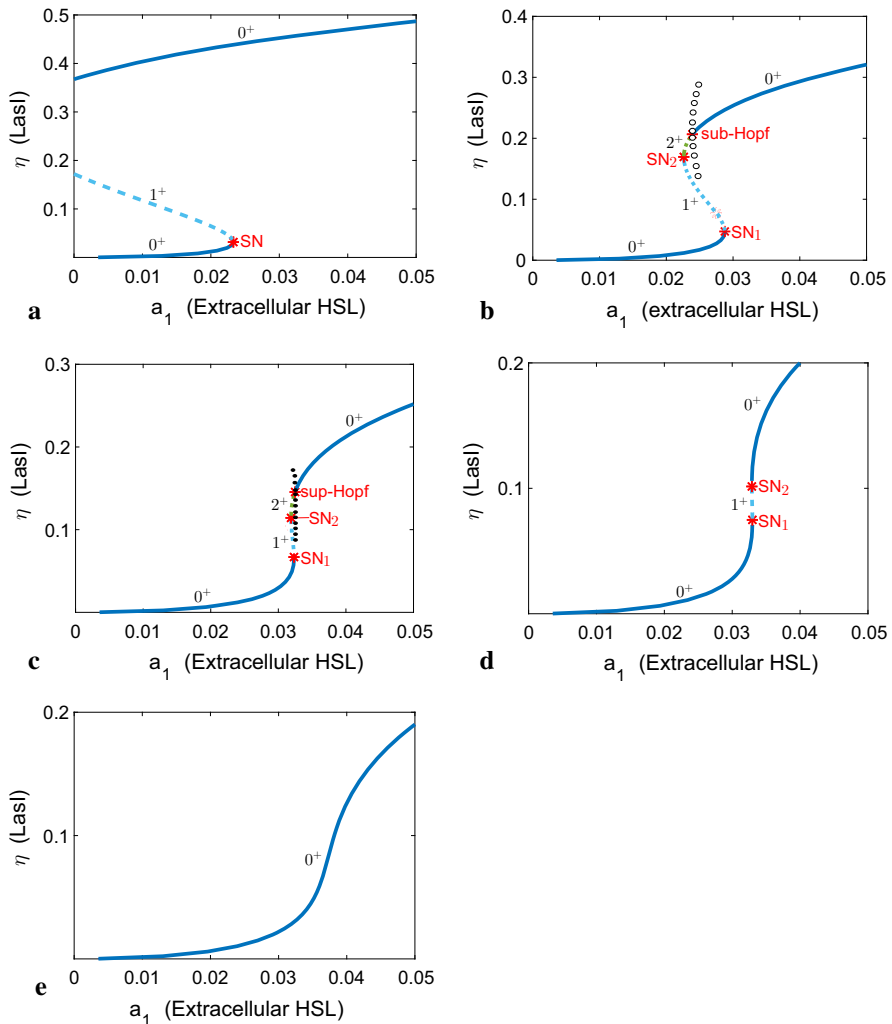 0.5
0.4
0.3
0.2
0.1
η (LasI)
0⁺
1⁺
0⁺
SN
0
0.01
0.02
0.03
0.04
0.05
a₁ (Extracellular HSL)
a
0.4
0.3
0.2
0.1
0
η (LasI)
0⁺
sub-Hopf
2⁺
SN₂
1⁺
SN₁
0⁺
0
0.01
0.02
0.03
0.04
0.05
a₁ (extracellular HSL)
b
0.3
0.2
0.1
η (LasI)
0⁺
sup-Hopf
2⁺
SN₂
1⁺
SN₁
0⁺
0
0.01
0.02
0.03
0.04
0.05
a₁ (Extracellular HSL)
c
0.2
0.1
η (LasI)
0⁺
SN₂
1⁺
SN₁
0⁺
0
0.01
0.02
0.03
0.04
0.05
a₁ (Extracellular HSL)
d
0.2
0.1
η (LasI)
0⁺
0
0.01
0.02
0.03
0.04
0.05
a₁ (Extracellular HSL)
e